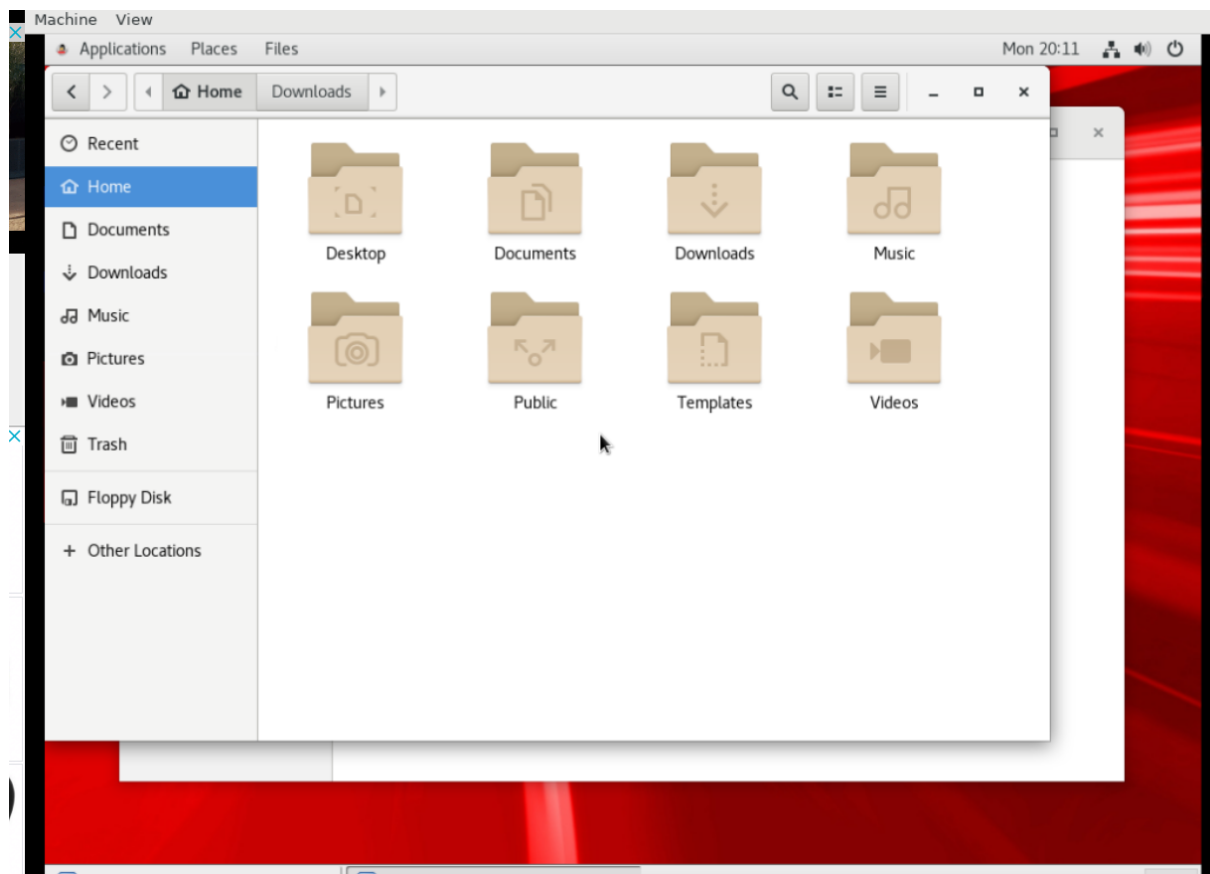 Machine View
Applications Places Files Mon 20:11
Home Downloads
Recent
Home
Documents
Downloads
Music
Pictures
Videos
Trash
Floppy Disk
+ Other Locations
Desktop Documents Downloads Music
Pictures Public Templates Videos